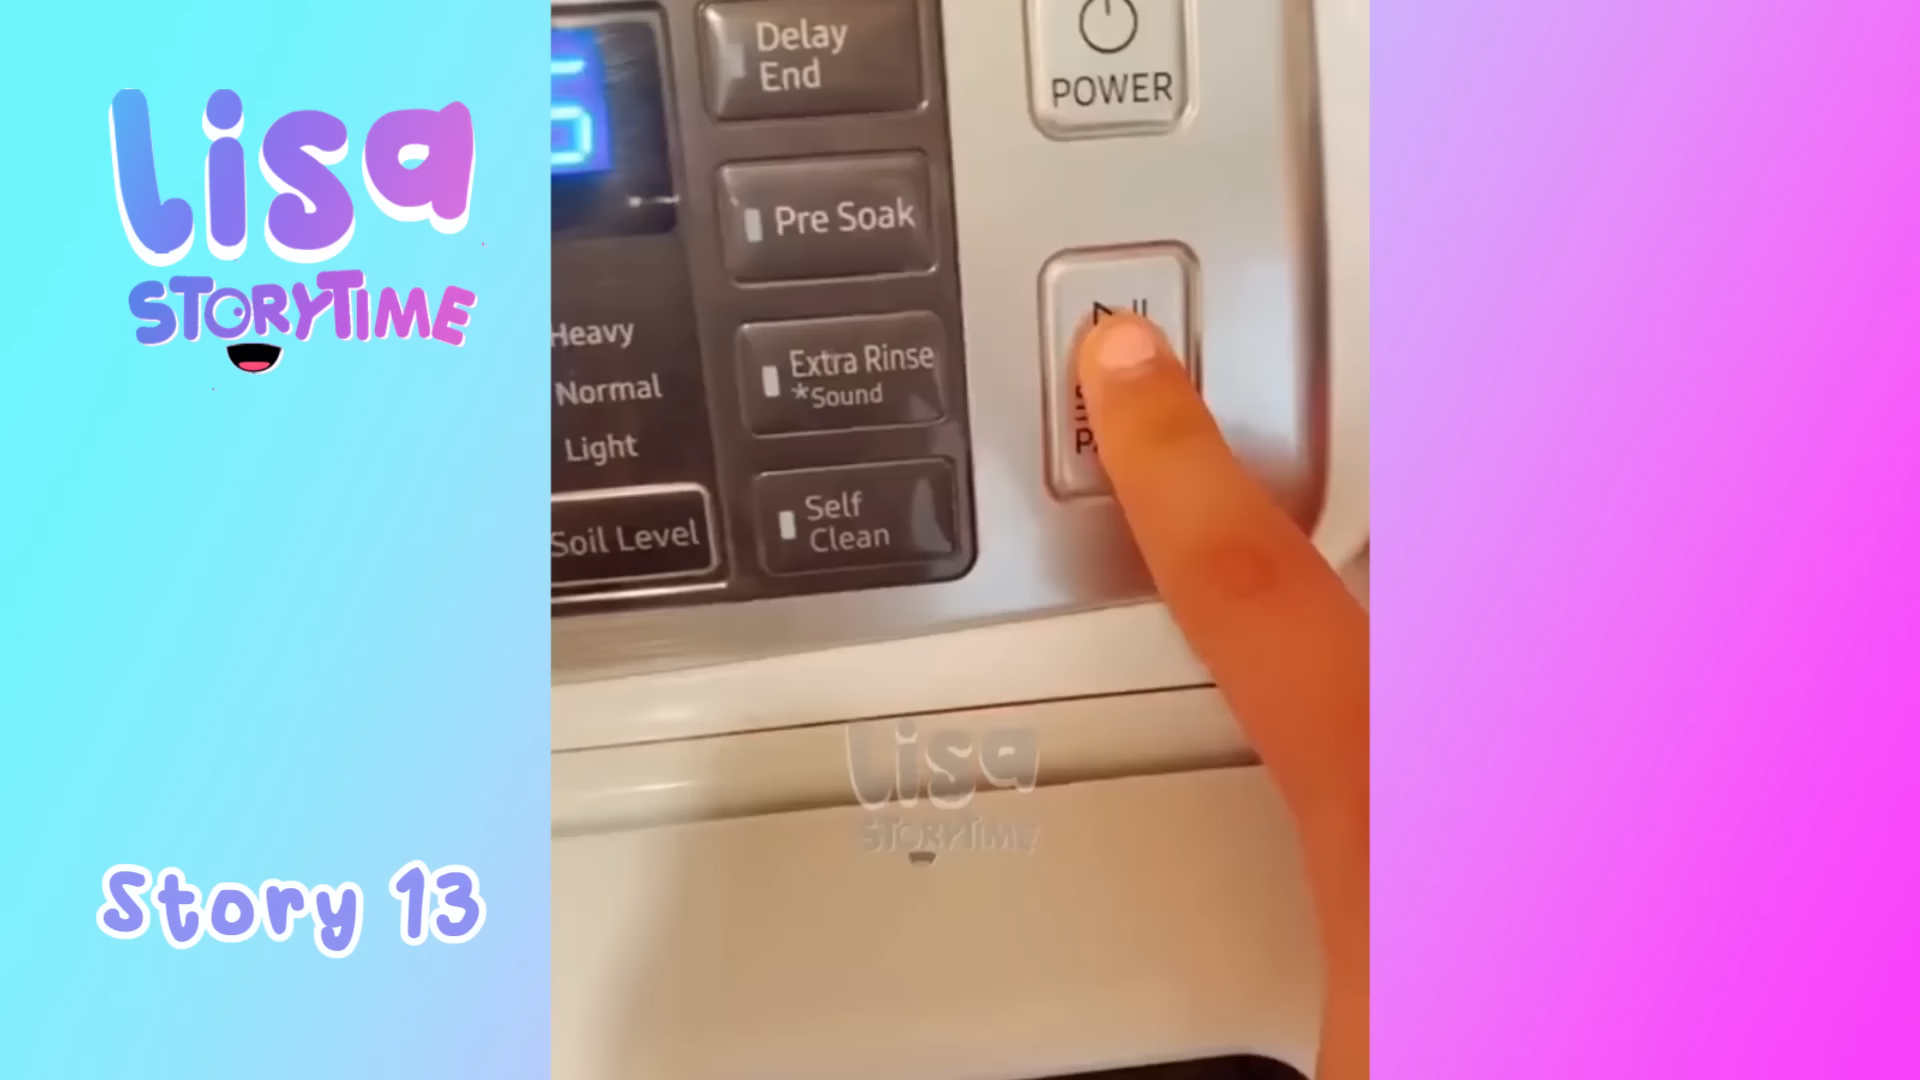 Lisa
STORYTIME
Story 13
Delay
End
POWER
Pre Soak
Extra Rinse
*Sound
Self
Clean
Heavy
Normal
Light
Soil Level
Lisa
STORYTIME